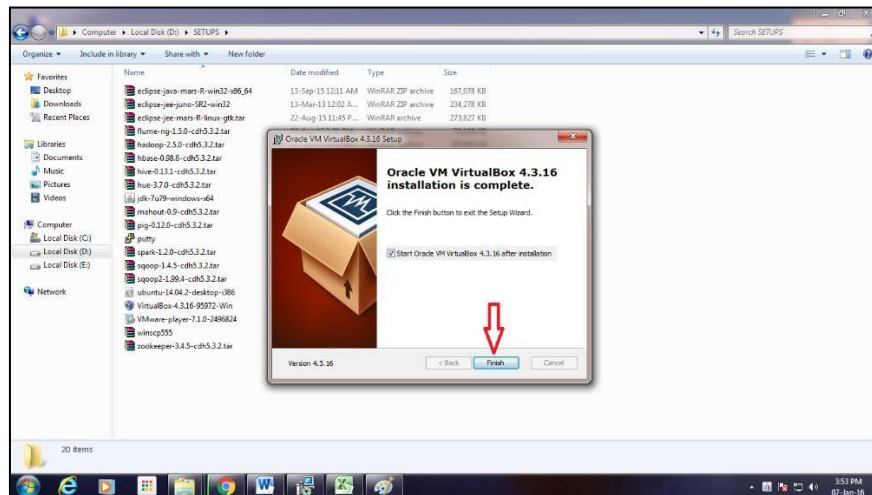 Computer ▸ Local Disk (D:) ▸ SETUPS ▸
Search SETUPS
Organize Include in library Share with New folder
Name Date modified Type Size
Favorites
Desktop
Downloads
Recent Places
Libraries
Documents
Music
Pictures
Videos
Computer
Local Disk (C:)
Local Disk (D:)
Local Disk (E:)
Network
eclipse-java-mars-R-win32-x86_64 13-Sep-15 12:11 AM WinRAR ZIP archive 167,078 KB
eclipse-jee-juno-SR2-win32 13-Mar-13 12:02 A... WinRAR ZIP archive 234,278 KB
eclipse-jee-mars-R-linux-gtk.tar 22-Aug-15 11:45 P... WinRAR archive 273,827 KB
flume-ng-1.5.0-cdh5.3.2.tar
hadoop-2.5.0-cdh5.3.2.tar
hbase-0.98.6-cdh5.3.2.tar
hive-0.13.1-cdh5.3.2.tar
hue-3.7.0-cdh5.3.2.tar
jdk-7u79-windows-x64
mahout-0.9-cdh5.3.2.tar
pig-0.12.0-cdh5.3.2.tar
putty
spark-1.2.0-cdh5.3.2.tar
sqoop-1.4.5-cdh5.3.2.tar
sqoop2-1.99.4-cdh5.3.2.tar
ubuntu-14.04.2-desktop-i386
VirtualBox-4.3.16-95972-Win
VMware-player-7.1.0-2496824
winscp555
zookeeper-3.4.5-cdh5.3.2.tar
Oracle VM VirtualBox 4.3.16 Setup
Oracle VM VirtualBox 4.3.16
installation is complete.
Click the Finish button to exit the Setup Wizard.
Start Oracle VM VirtualBox 4.3.16 after installation
Version 4.3.16
< Back Finish Cancel
20 items
3:53 PM
07-Jan-16